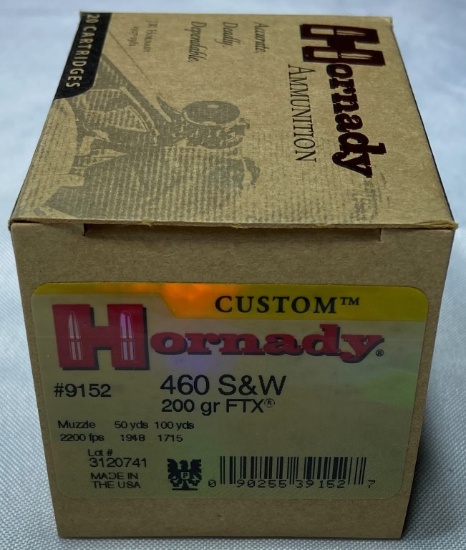 20 CARTRIDGES
Accurate.
Deadly.
Dependable.
Hornady
AMMUNITION
CUSTOM™
Hornady®
#9152
460 S&W
200 gr FTX®
Muzzle 50 yds 100 yds
2200 fps 1948 1715
Lot #
3120741
MADE IN
THE USA
0 90255 39152 7